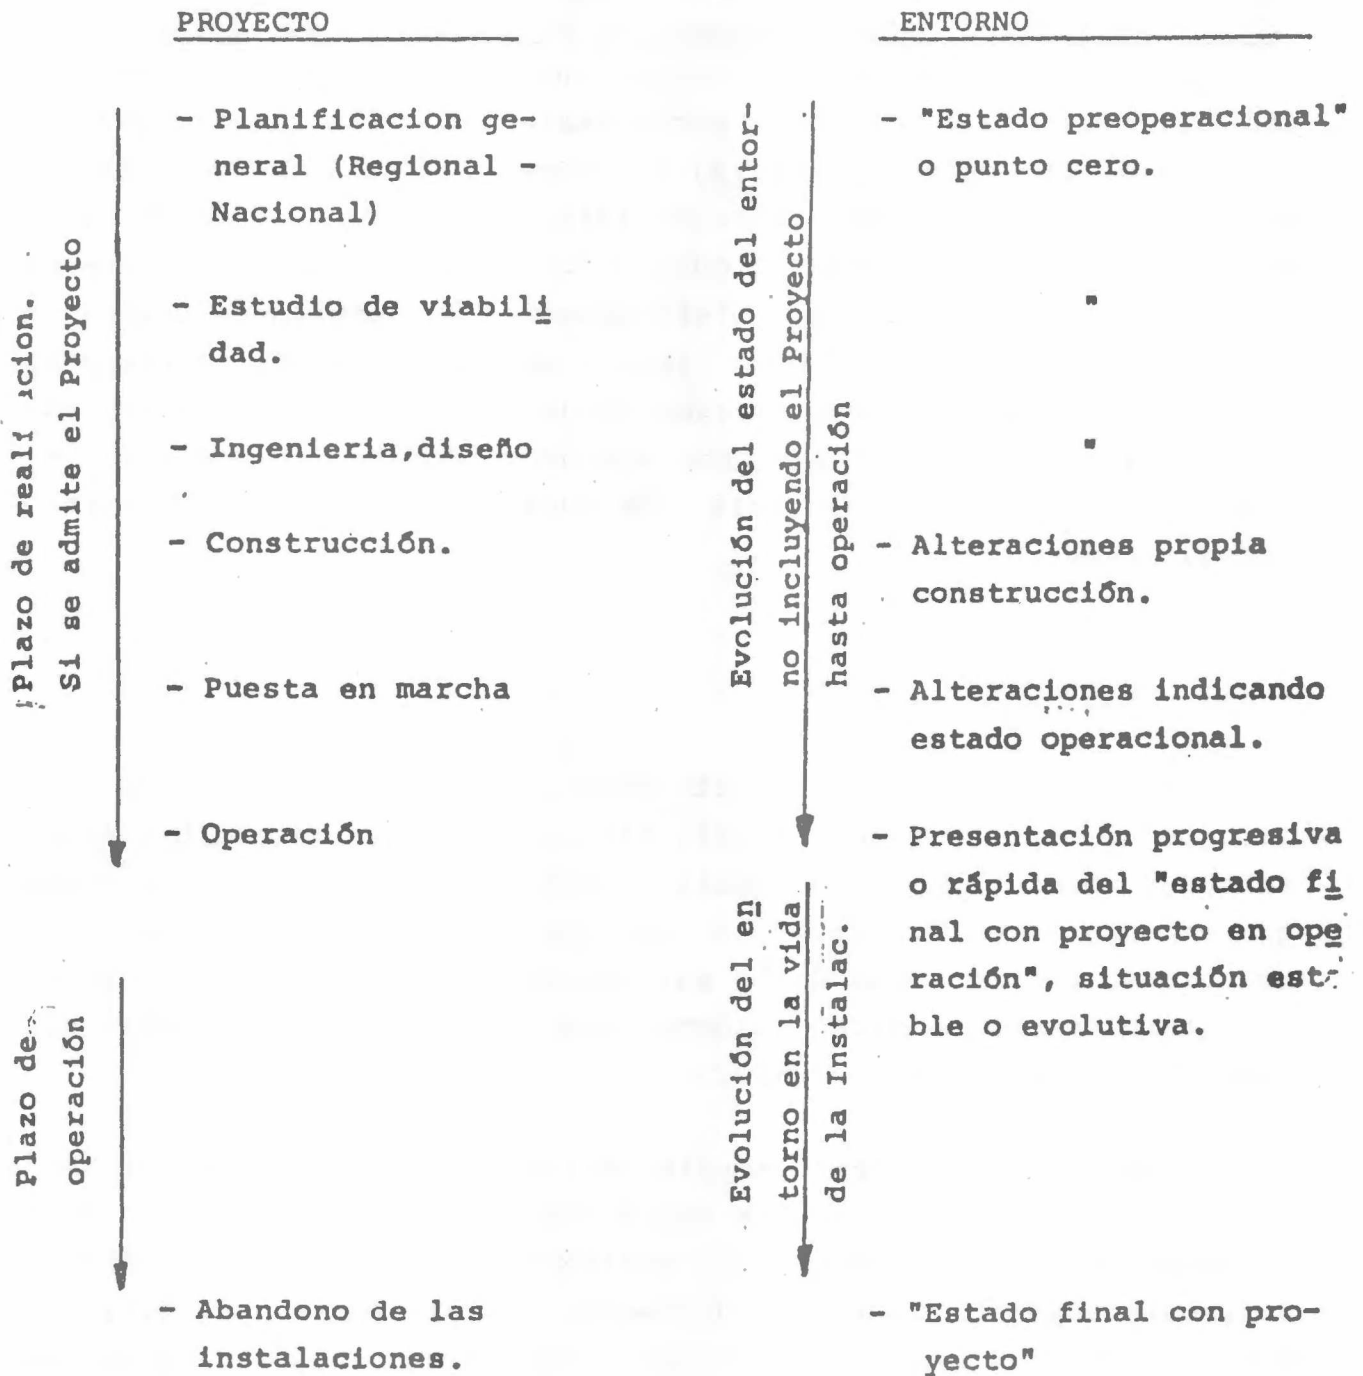 PROYECTO
ENTORNO
Plazo de
Si se admite el Proyecto
- Planificacion ge-
neral (Regional -
Nacional)
- Estudio de viabili
dad.
- Ingenieria,diseño
- Construcción.
- Puesta en marcha
- Operación
Evolución del estado del entor-
no incluyendo el Proyecto
hasta operación
- "Estado preoperacional"
o punto cero.
"
"
- Alteraciones propia
construcción.
- Alteraciones indicando
estado operacional.
- Presentación progresiva
o rápida del "estado fi
nal con proyecto en ope
ración", situación
ble o evolutiva.
Plazo de
operación
- Abandono de las
instalaciones.
Evolución del en
torno en la vida
de la Instalac.
- "Estado final con pro-
yecto"